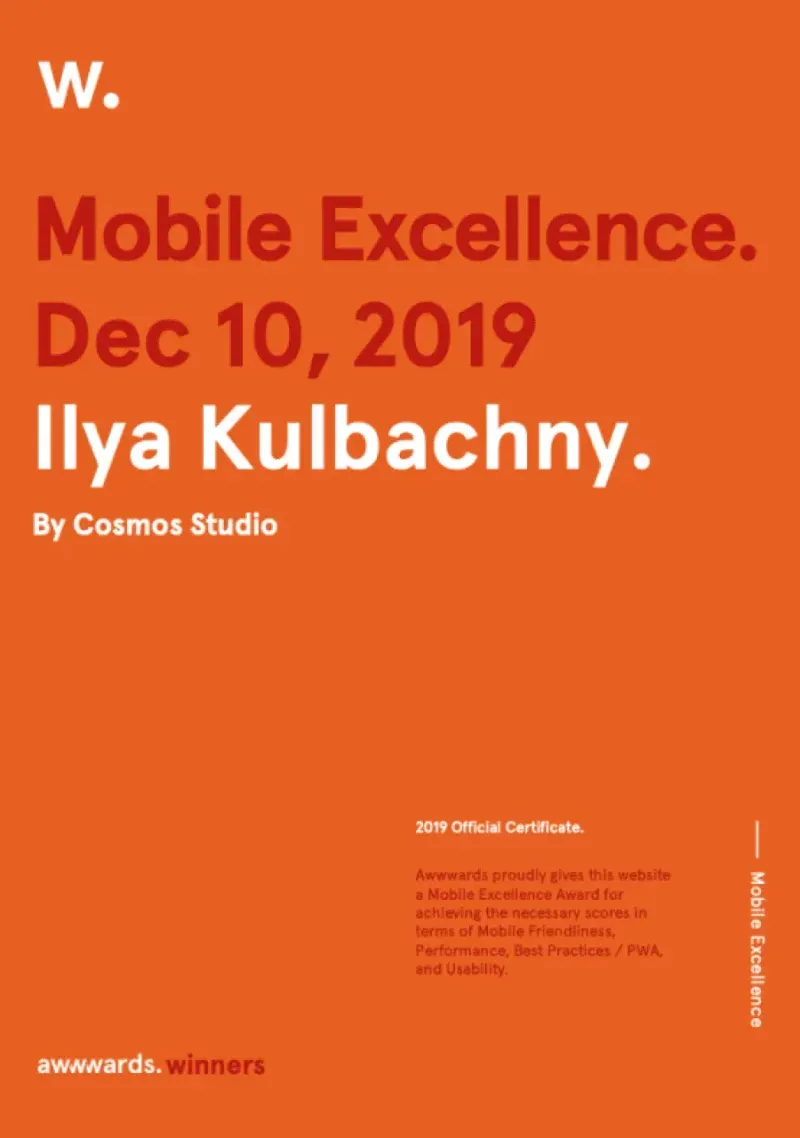 W.
Mobile Excellence.
Dec 10, 2019
Ilya Kulbachny.
By Cosmos Studio
2019 Official Certificate.
Awwwards proudly gives this website
a Mobile Excellence Award for
achieving the necessary scores in
terms of Mobile Friendliness,
Performance, Best Practices / PWA,
and Usability.
Mobile Excellence
awwwards.winners